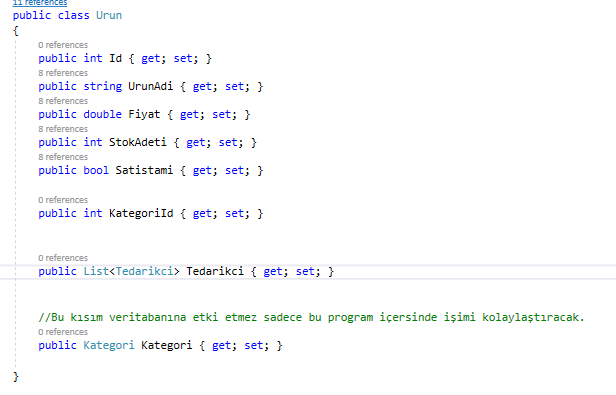 11 references
public class Urun
{
0 references
public int Id { get; set; }
8 references
public string UrunAdi { get; set; }
8 references
public double Fiyat { get; set; }
8 references
public int StokAdeti { get; set; }
8 references
public bool Satistami { get; set; }
0 references
public int KategoriId { get; set; }
0 references
public List<Tedarikci> Tedarikci { get; set; }
//Bu kısım veritabanına etki etmez sadece bu program içersinde işimi kolaylaştıracak.
0 references
public Kategori Kategori { get; set; }
}